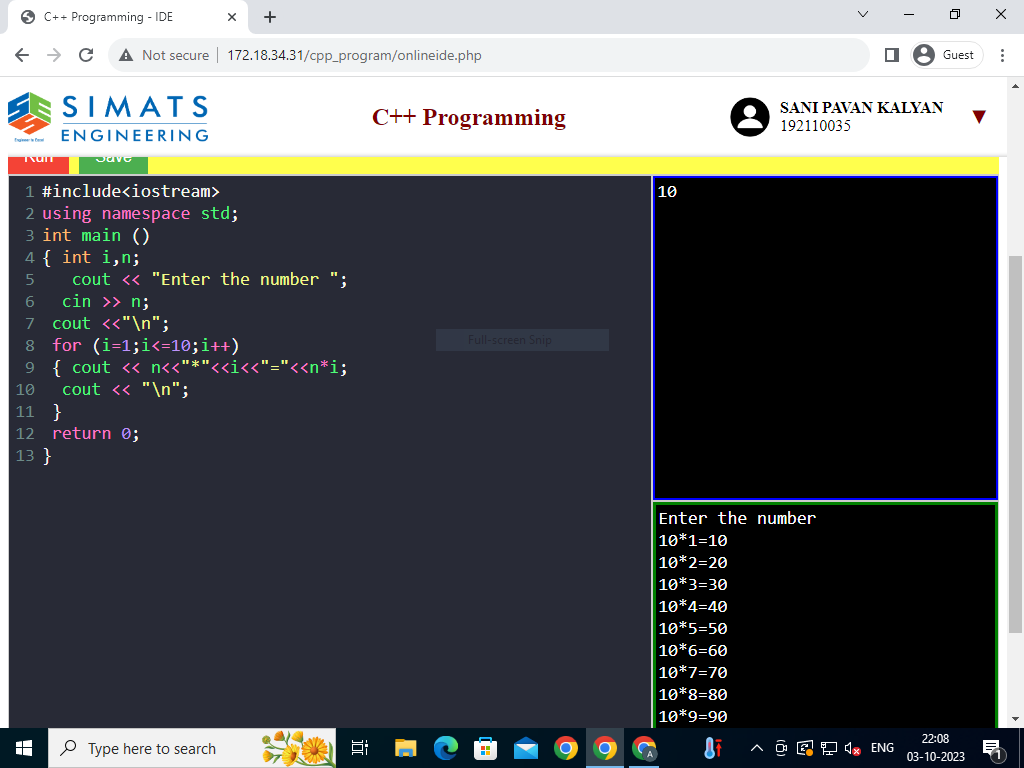 C++ Programming - IDE
Not secure
172.18.34.31/cpp_program/onlineide.php
Guest
SIMATS
ENGINEERING
Engineer to Excel
C++ Programming
SANI PAVAN KALYAN
192110035
Run
Save
1 #include<iostream>
2 using namespace std;
3 int main ()
4 { int i,n;
5    cout << "Enter the number ";
6   cin >> n;
7  cout <<"\n";
8  for (i=1;i<=10;i++)
9  { cout << n<<"*"<<i<<"="<<n*i;
10   cout << "\n";
11  }
12  return 0;
13 }
Full-screen Snip
10
Enter the number
10*1=10
10*2=20
10*3=30
10*4=40
10*5=50
10*6=60
10*7=70
10*8=80
10*9=90
Type here to search
A
ENG
22:08
03-10-2023
1